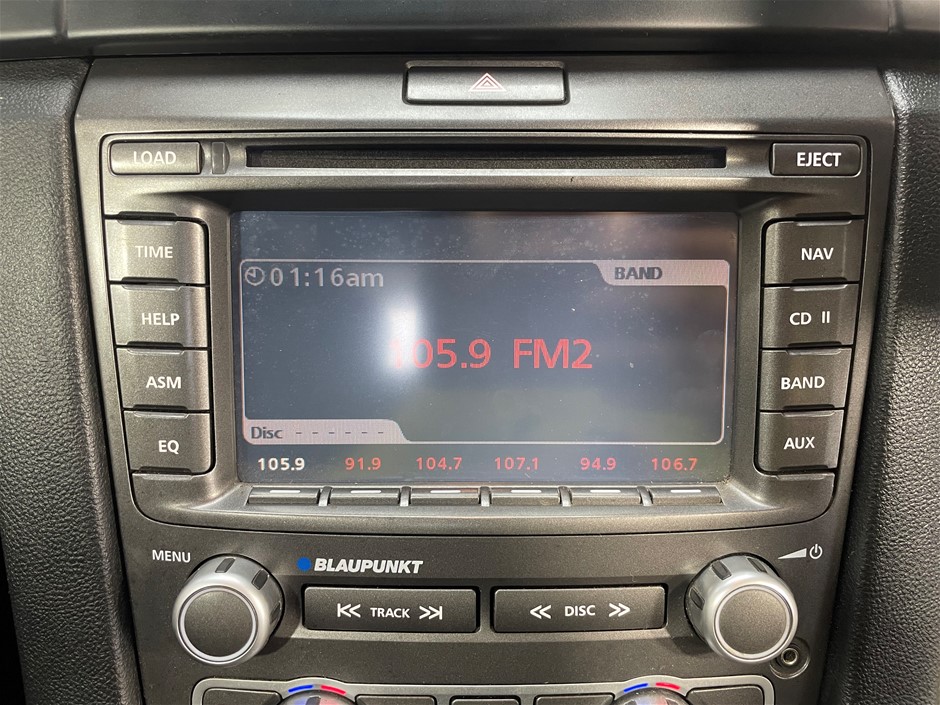 LOAD
EJECT
TIME
NAV
HELP
CD II
ASM
BAND
EQ
AUX
01:16am
BAND
105.9 FM2
Disc - - - - - -
105.9 91.9 104.7 107.1 94.9 106.7
MENU
BLAUPUNKT
TRACK
DISC